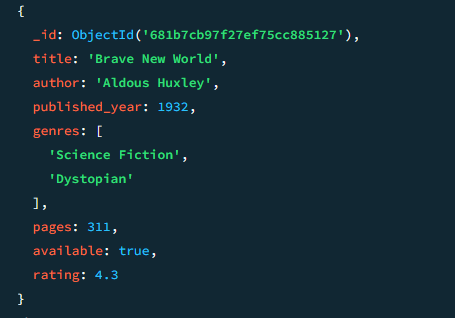 {
  _id: ObjectId('681b7cb97f27ef75cc885127'),
  title: 'Brave New World',
  author: 'Aldous Huxley',
  published_year: 1932,
  genres: [
    'Science Fiction',
    'Dystopian'
  ],
  pages: 311,
  available: true,
  rating: 4.3
}